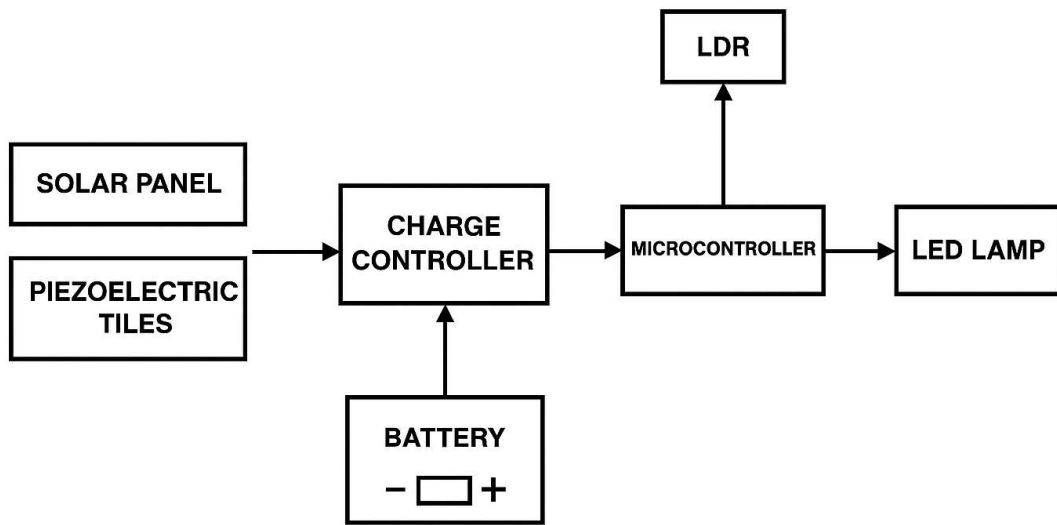 LDR
SOLAR PANEL
CHARGE
CONTROLLER
MICROCONTROLLER
LED LAMP
PIEZOELECTRIC
TILES
BATTERY
− +